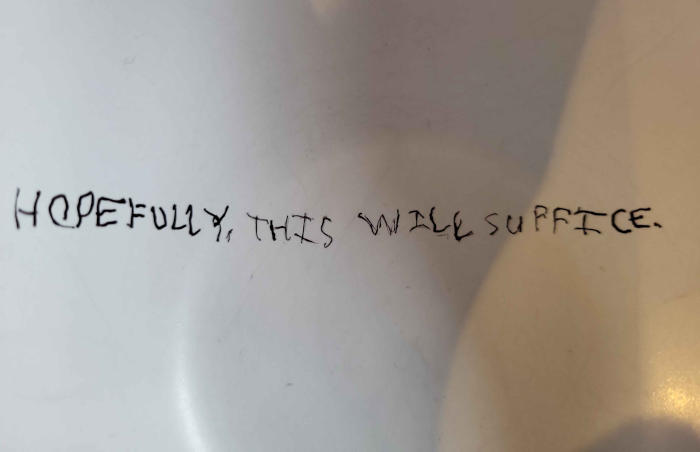 HOPEFULLY, THIS WILL SUFFICE.